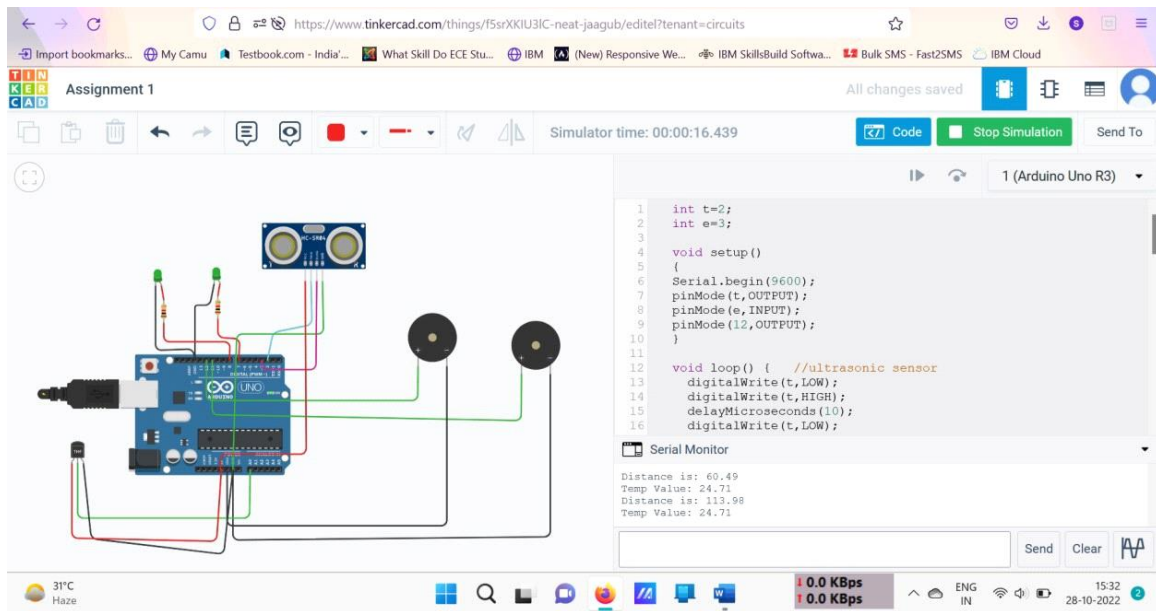 https://www.tinkercad.com/things/f5srXKIU3lC-neat-jaagub/editel?tenant=circuits
S
Import bookmarks... My Camu Testbook.com - India'... What Skill Do ECE Stu... IBM (New) Responsive We... IBM SkillsBuild Softwa... Bulk SMS - Fast2SMS IBM Cloud
TINKERCAD
Assignment 1
All changes saved
Simulator time: 00:00:16.439
Code
Stop Simulation
Send To
1 (Arduino Uno R3)
HC-SR04
UNO
ARDUINO
TMP
1 int t=2;
2 int e=3;
3
4 void setup()
5 {
6 Serial.begin(9600);
7 pinMode(t,OUTPUT);
8 pinMode(e,INPUT);
9 pinMode(12,OUTPUT);
10 }
11
12 void loop() { //ultrasonic sensor
13 digitalWrite(t,LOW);
14 digitalWrite(t,HIGH);
15 delayMicroseconds(10);
16 digitalWrite(t,LOW);
Serial Monitor
Distance is: 60.49
Temp Value: 24.71
Distance is: 113.98
Temp Value: 24.71
Send
Clear
31°C
Haze
0.0 KBps
0.0 KBps
ENG
IN
15:32
28-10-2022
2